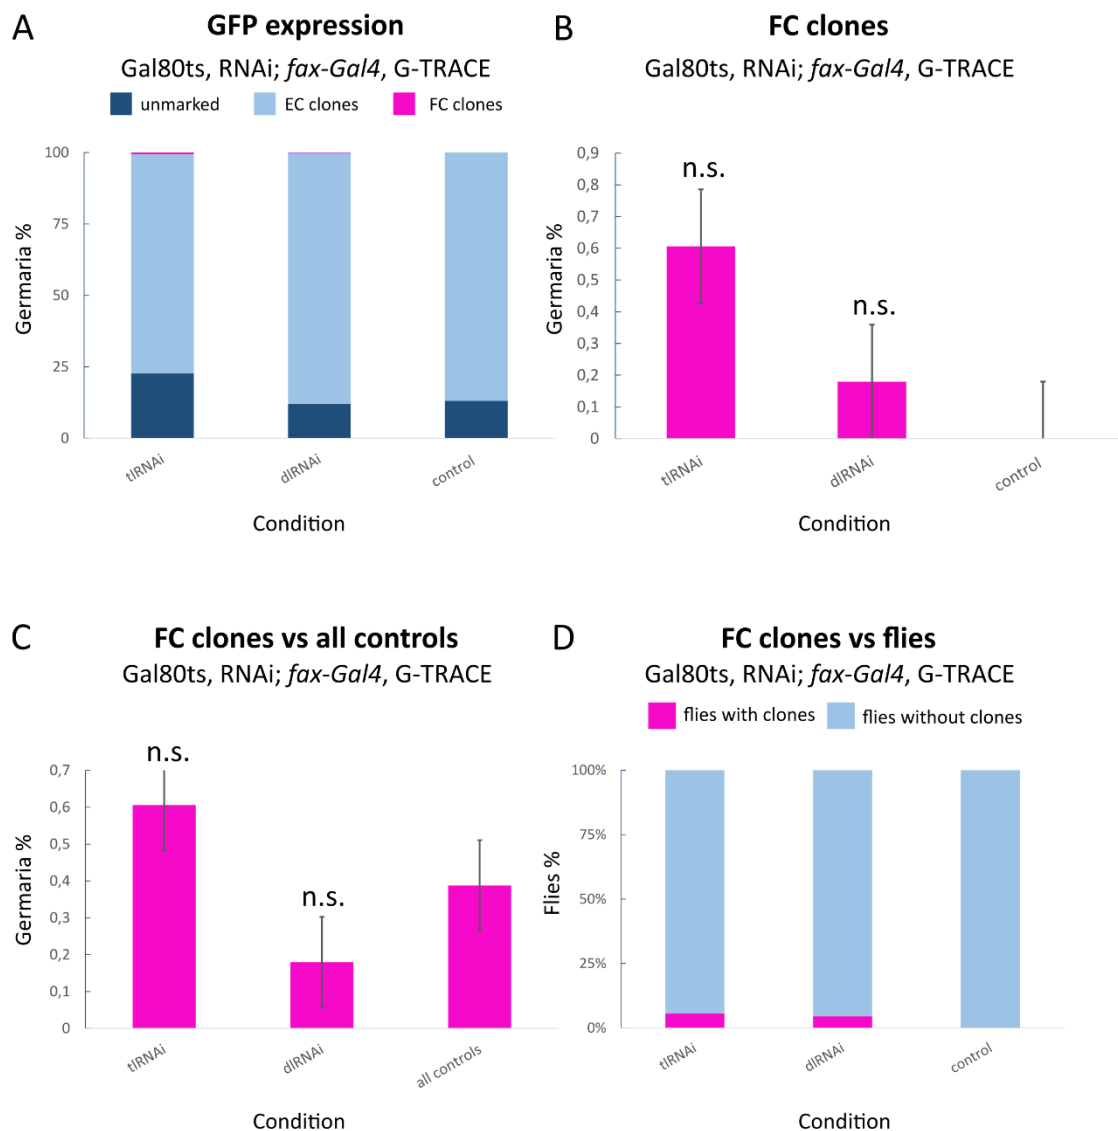 A
GFP expression
Gal80ts, RNAi; fax-Gal4, G-TRACE
unmarked EC clones FC clones
100
75
50
25
0
Germaria %
tlRNAi dlRNAi control
Condition
B
FC clones
Gal80ts, RNAi; fax-Gal4, G-TRACE
0,9
0,8
0,7
0,6
0,5
0,4
0,3
0,2
0,1
0
Germaria %
n.s.
n.s.
tlRNAi dlRNAi control
Condition
C
FC clones vs all controls
Gal80ts, RNAi; fax-Gal4, G-TRACE
0,7
0,6
0,5
0,4
0,3
0,2
0,1
0
Germaria %
n.s.
n.s.
tlRNAi dlRNAi all controls
Condition
D
FC clones vs flies
Gal80ts, RNAi; fax-Gal4, G-TRACE
flies with clones flies without clones
100%
75%
50%
25%
0%
Flies %
tlRNAi dlRNAi control
Condition